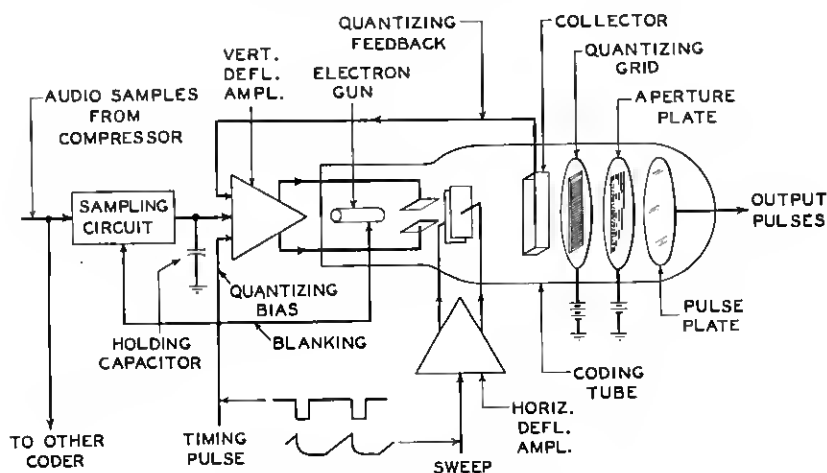 QUANTIZING
FEEDBACK
COLLECTOR
QUANTIZING
GRID
VERT.
DEFL.
AMPL.
ELECTRON
GUN
APERTURE
PLATE
AUDIO SAMPLES
FROM
COMPRESSOR
SAMPLING
CIRCUIT
OUTPUT
PULSES
QUANTIZING
BIAS
HOLDING
CAPACITOR
BLANKING
PULSE
PLATE
CODING
TUBE
TO OTHER
CODER
TIMING
PULSE
SWEEP
HORIZ.
DEFL.
AMPL.